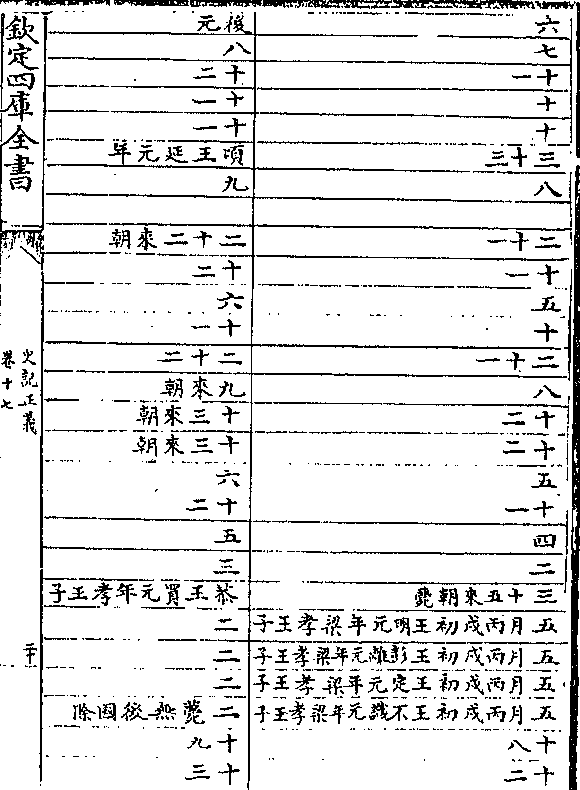 六
七
十一
十
十
三十三
八
二十一
十一
五
十
二十一
八
十二
十二
五
十一
四
二
三十五來朝薨
五月丙戌初王明元年梁孝王子
五月丙戌初王彭離元年梁孝王子
五月丙戌初王定元年梁孝王子
五月丙戌初王不識元年梁孝王子
十八
十二
後元
八
十二
十一
十一
頃王延元年
九
二十二來朝
十二
六
十一
二十二
九來朝
十三來朝
十三來朝
六
十二
五
三
恭王買元年孝王子
二
二
二
二薨無後國除
十九
十三
欽定四庫全書
史記正義
卷十七